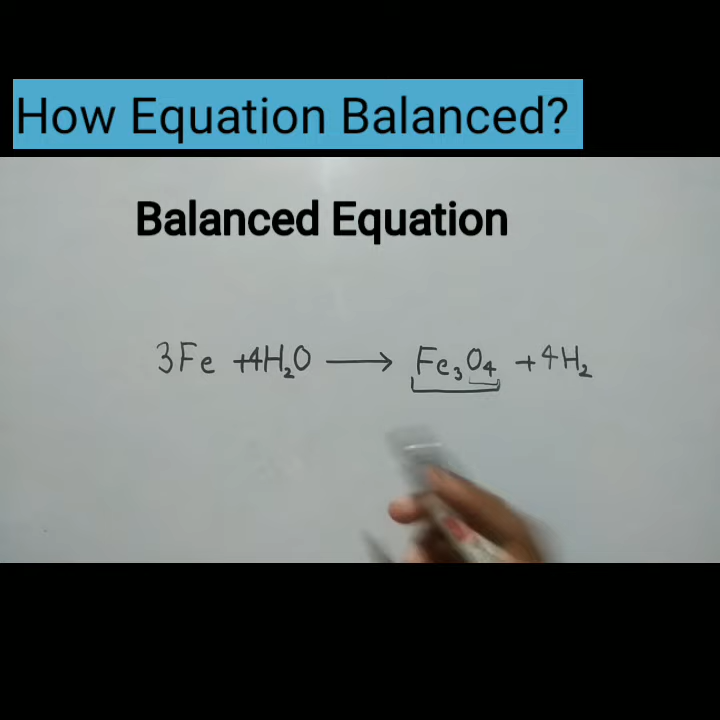 How Equation Balanced?
Balanced Equation
3Fe +4H₂O ⟶ Fe₃O₄ +4H₂